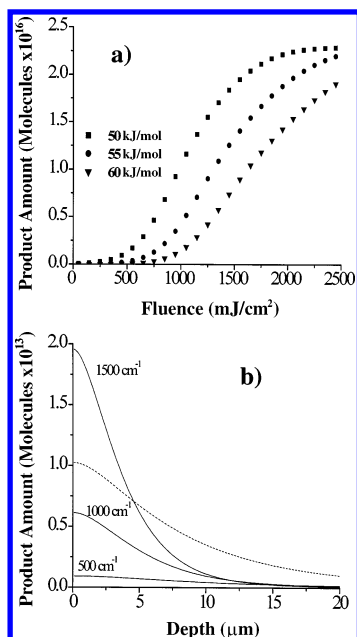 a)
Product Amount (Molecules x10¹⁶)
2.5
2.0
1.5
1.0
0.5
0.0
50 kJ/mol
55 kJ/mol
60 kJ/mol
0 500 1000 1500 2000 2500
Fluence (mJ/cm²)
b)
Product Amount (Molecules x10¹³)
2.0
1.5
1.0
0.5
0.0
1500 cm⁻¹
1000 cm⁻¹
500 cm⁻¹
0 5 10 15 20
Depth (μm)